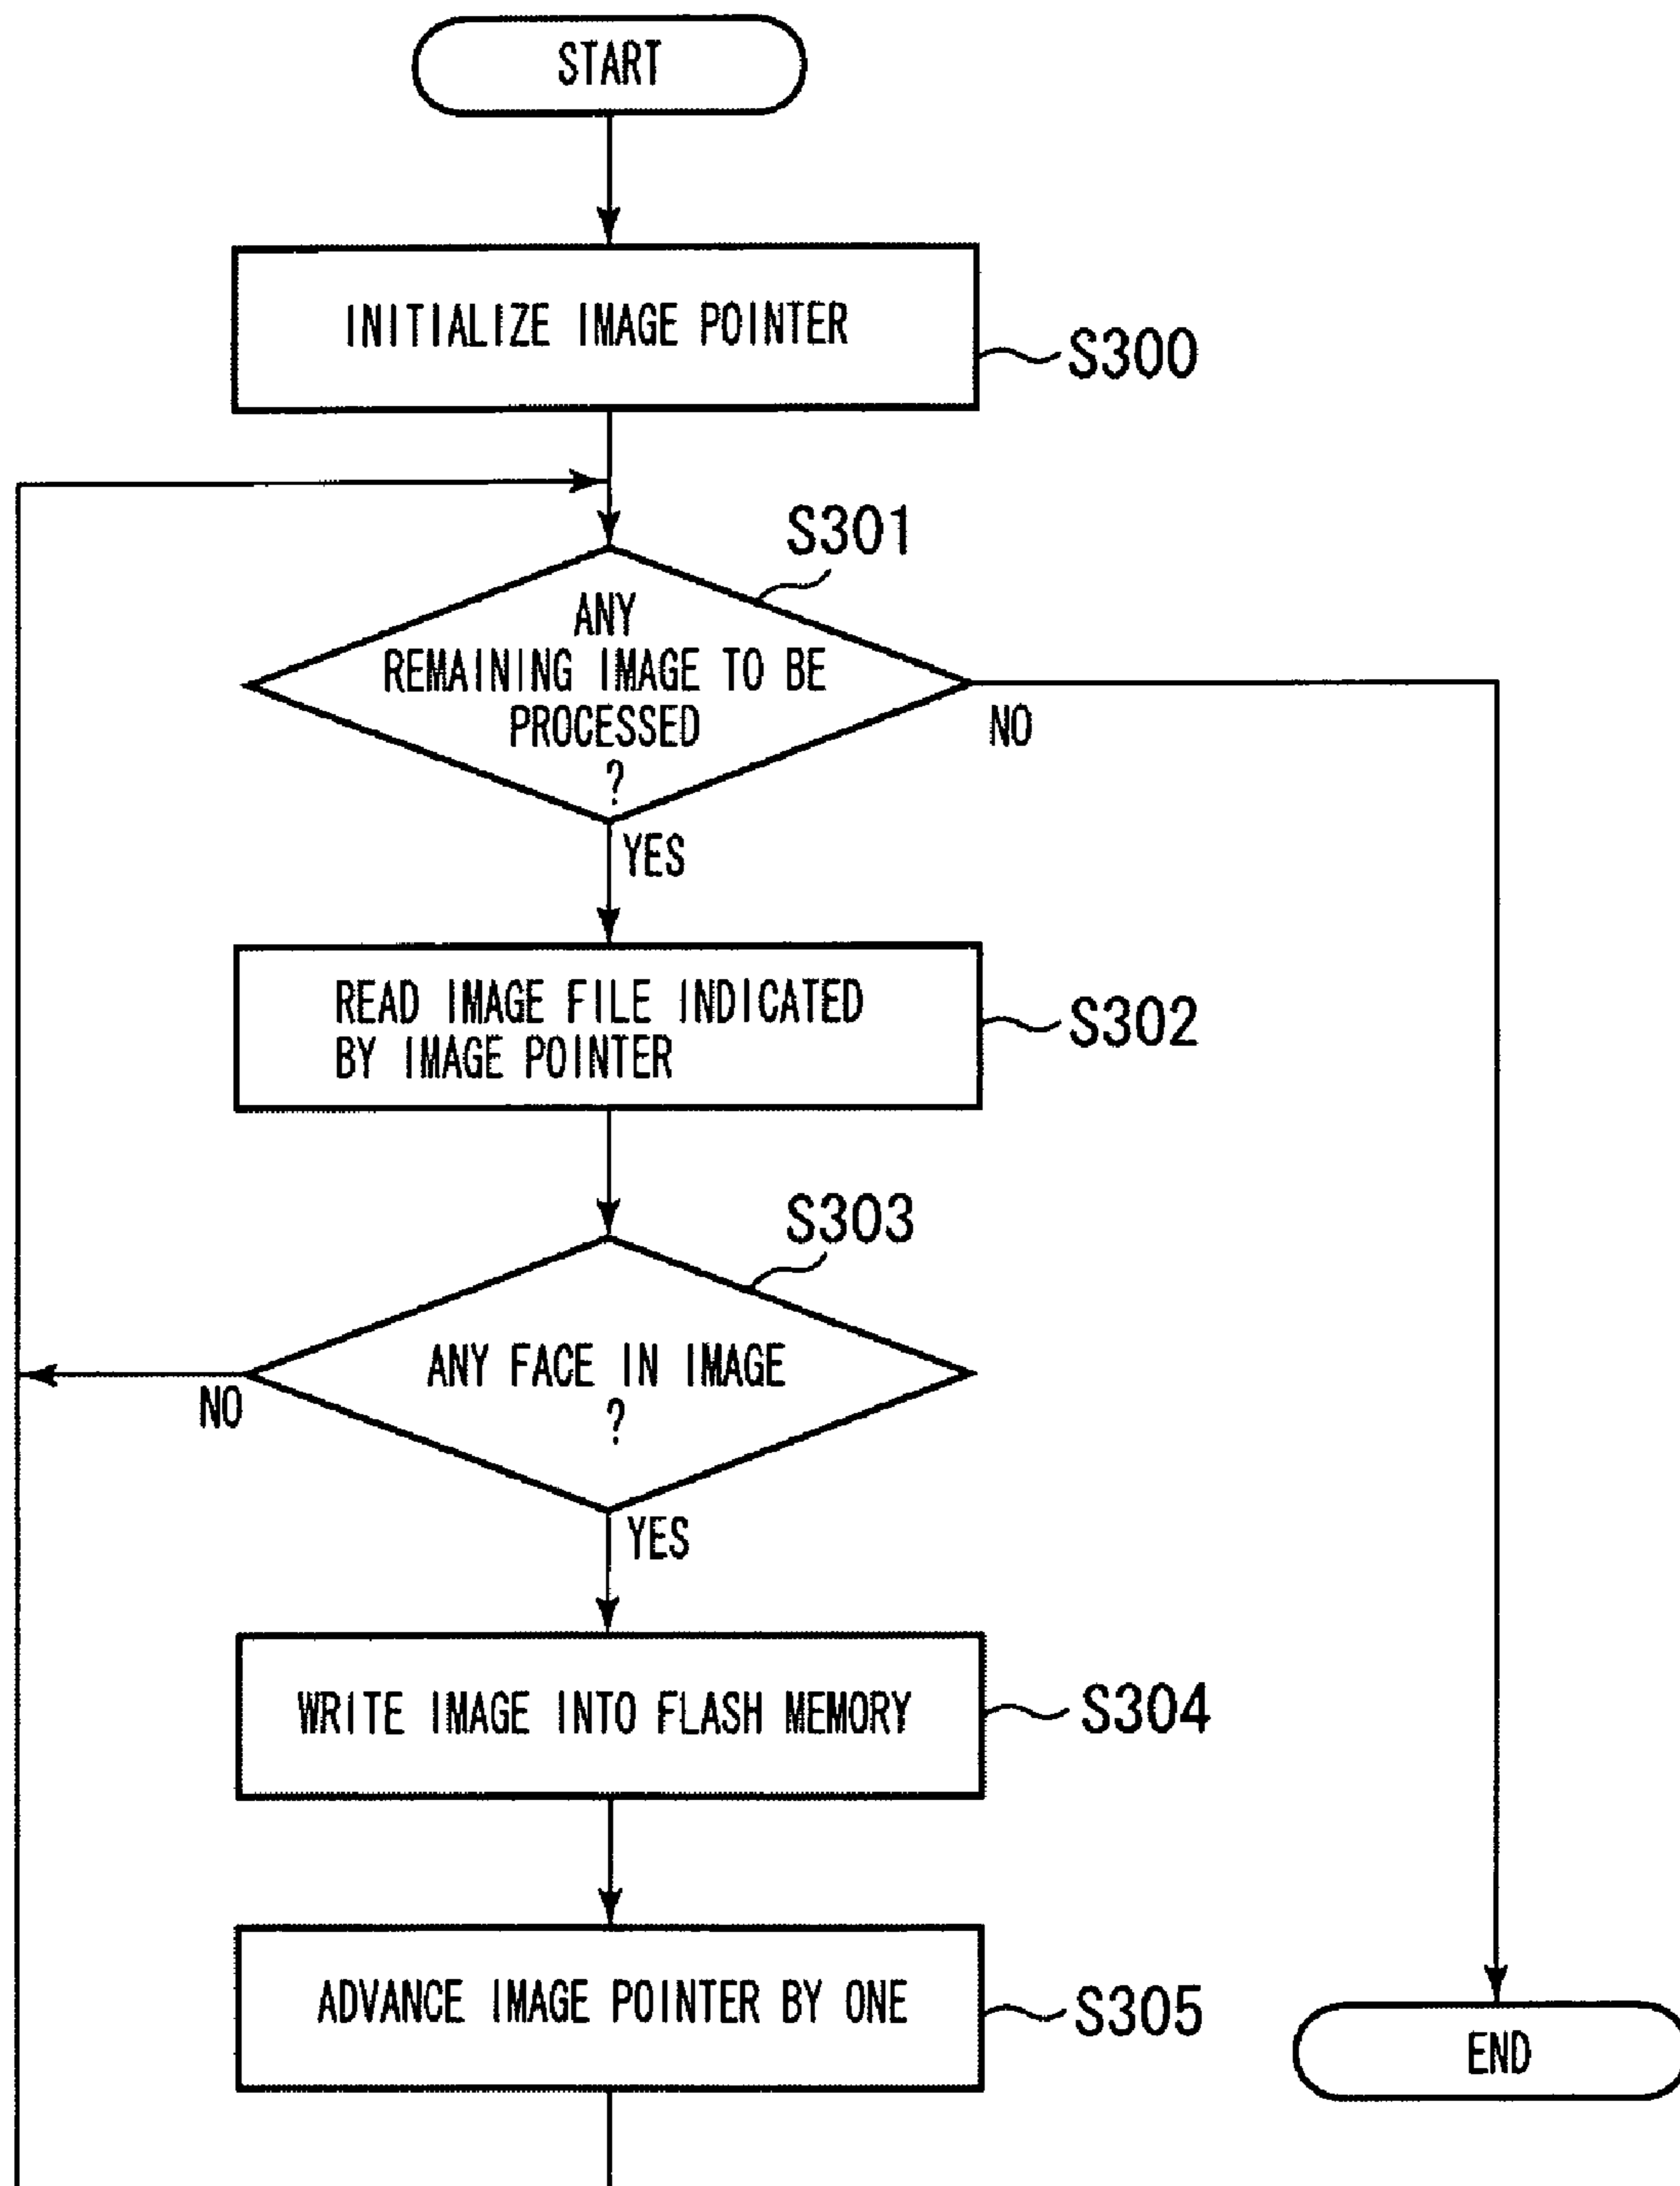 START
INITIALIZE IMAGE POINTER
S300
S301
ANY
REMAINING IMAGE TO BE
PROCESSED
?
NO
YES
READ IMAGE FILE INDICATED
BY IMAGE POINTER
S302
S303
ANY FACE IN IMAGE
?
NO
YES
WRITE IMAGE INTO FLASH MEMORY
S304
ADVANCE IMAGE POINTER BY ONE
S305
END